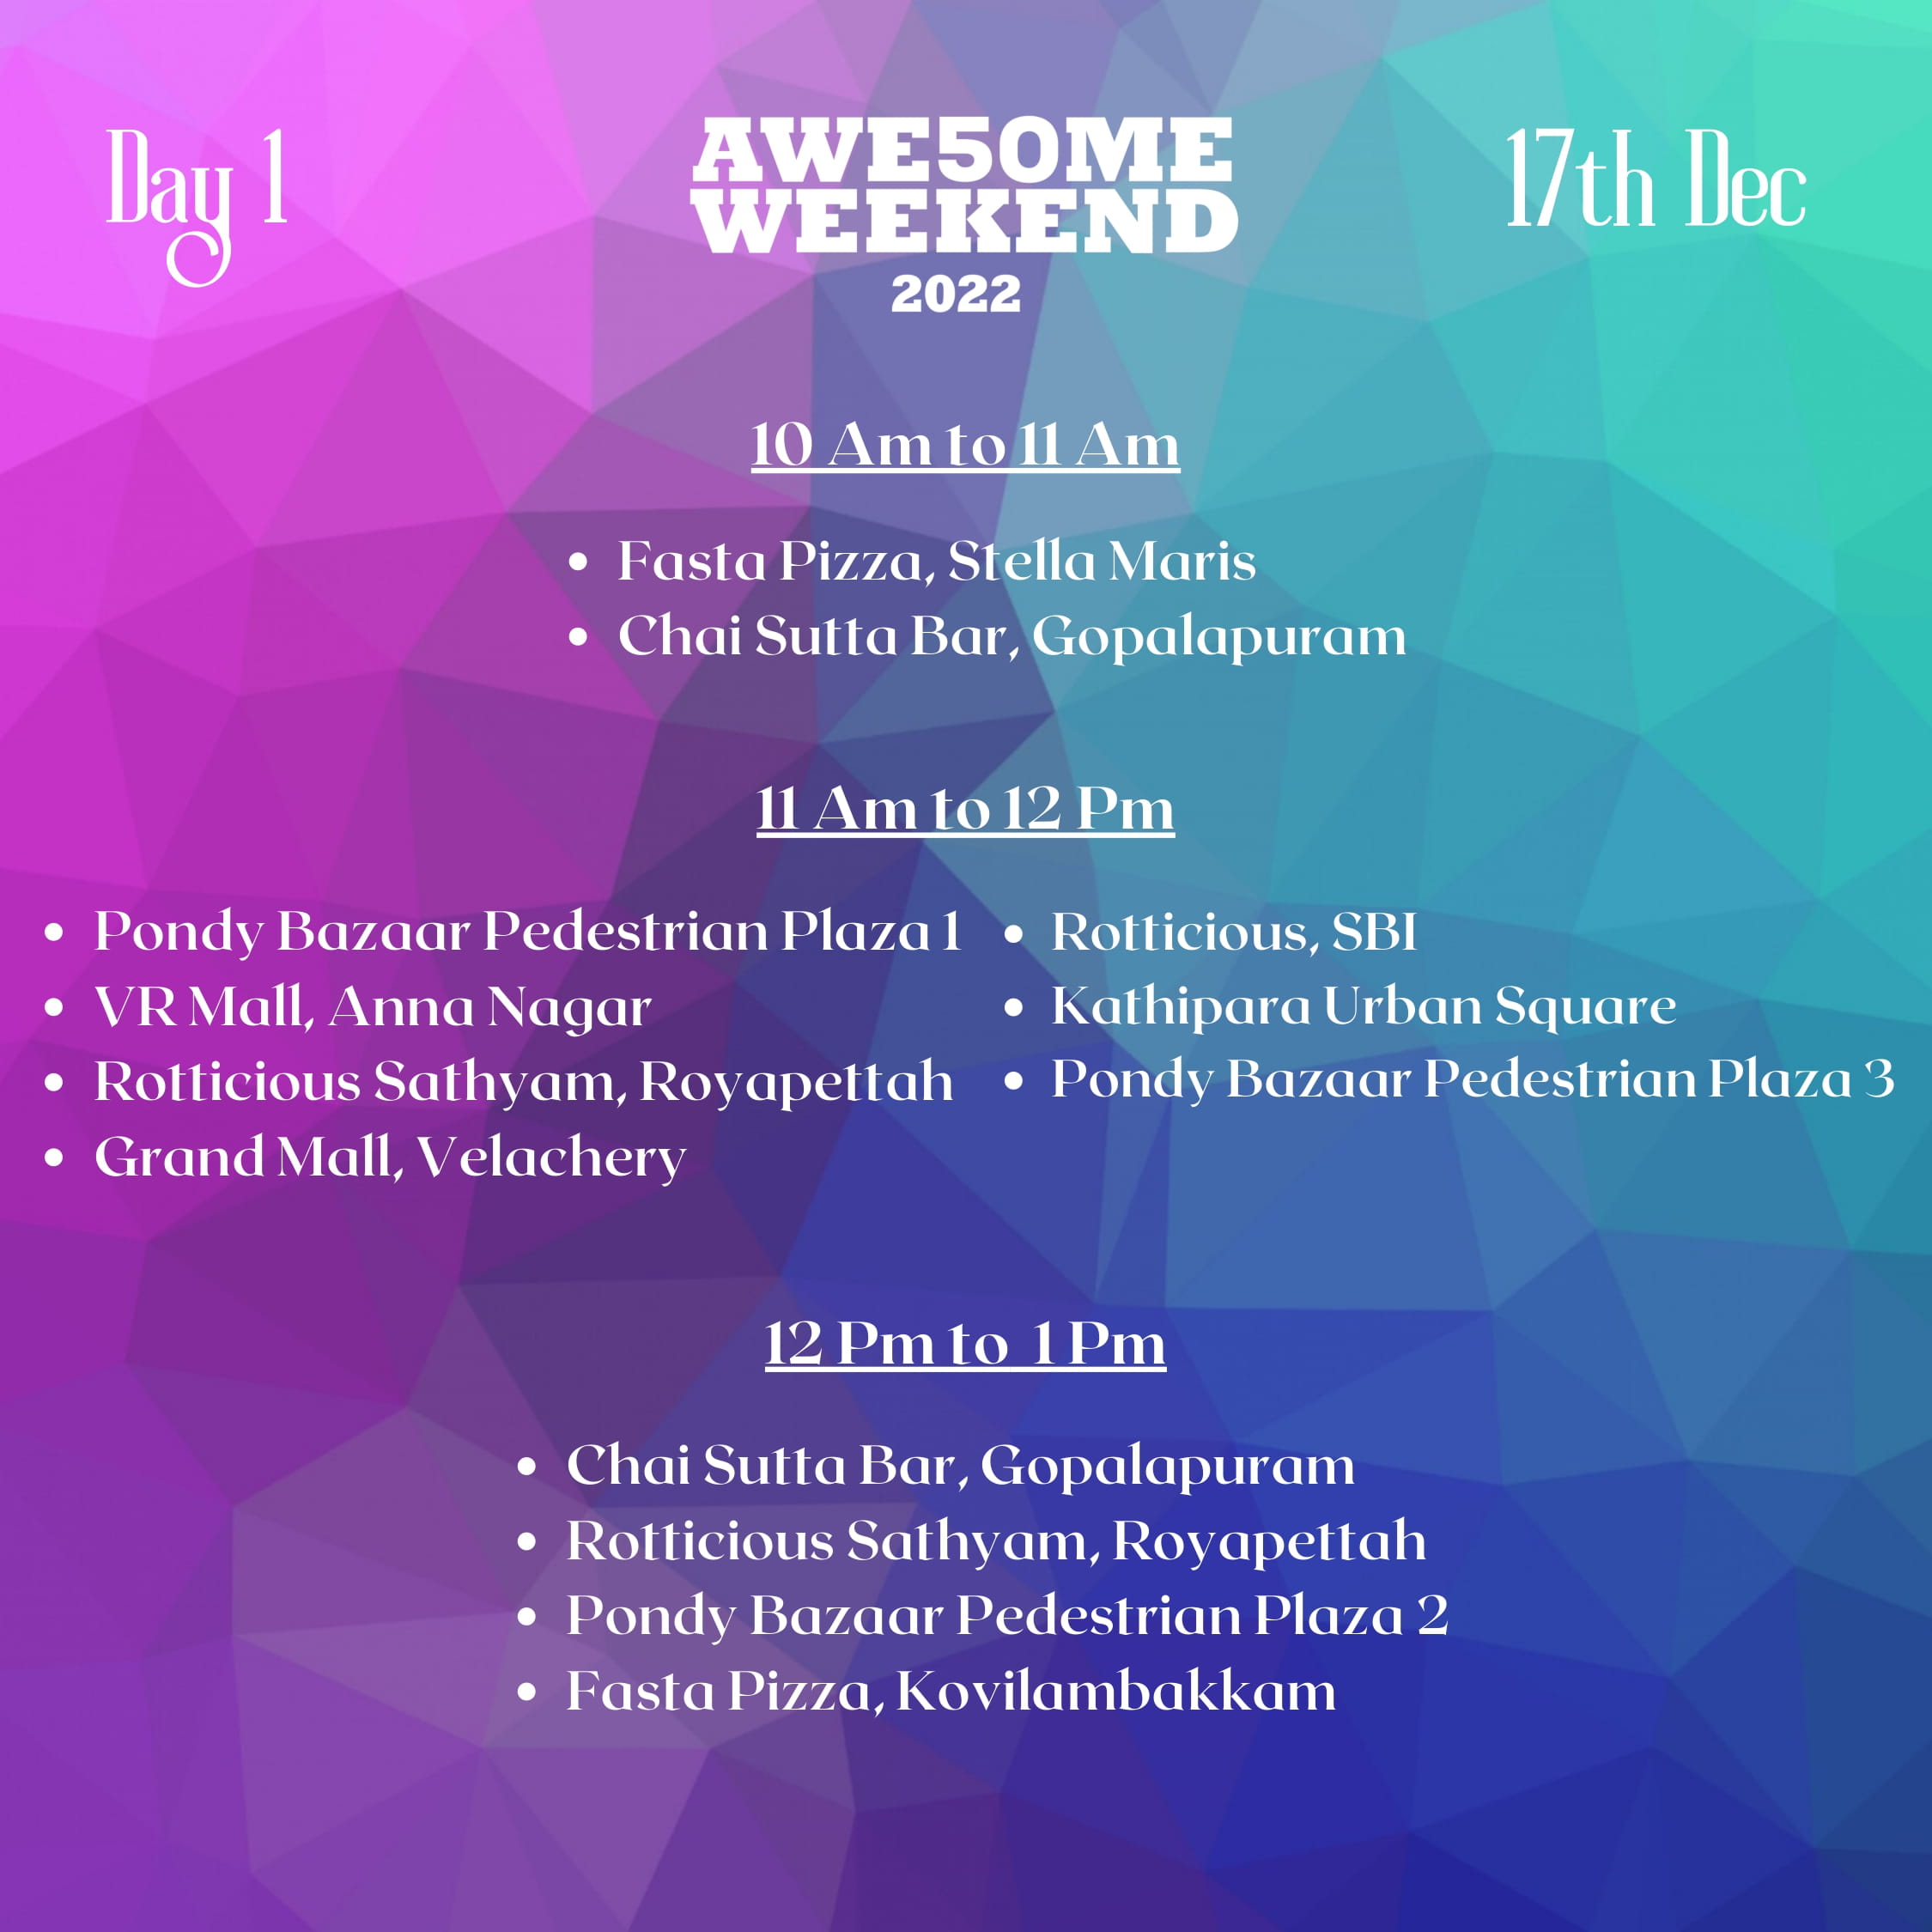 Day 1
AWE50ME
WEEKEND
2022
17th Dec
10 Am to 11 Am
• Fasta Pizza, Stella Maris
• Chai Sutta Bar, Gopalapuram
11 Am to 12 Pm
• Pondy Bazaar Pedestrian Plaza 1
• VR Mall, Anna Nagar
• Rotticious Sathyam, Royapettah
• Grand Mall, Velachery
• Rotticious, SBI
• Kathipara Urban Square
• Pondy Bazaar Pedestrian Plaza 3
12 Pm to 1 Pm
• Chai Sutta Bar, Gopalapuram
• Rotticious Sathyam, Royapettah
• Pondy Bazaar Pedestrian Plaza 2
• Fasta Pizza, Kovilambakkam